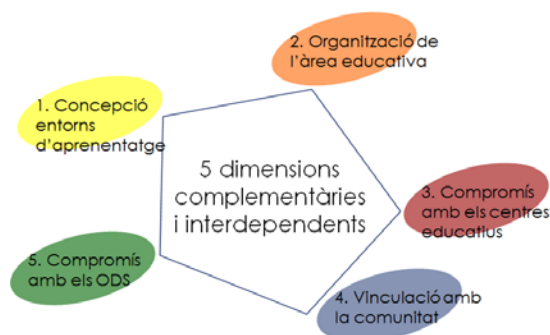 2. Organització de
l'àrea educativa
1. Concepció
entorns
d'aprenentatge
5 dimensions
complementàries
i interdependents
3. Compromís
amb els centres
educatius
5. Compromís
amb els ODS
4. Vinculació amb
la comunitat